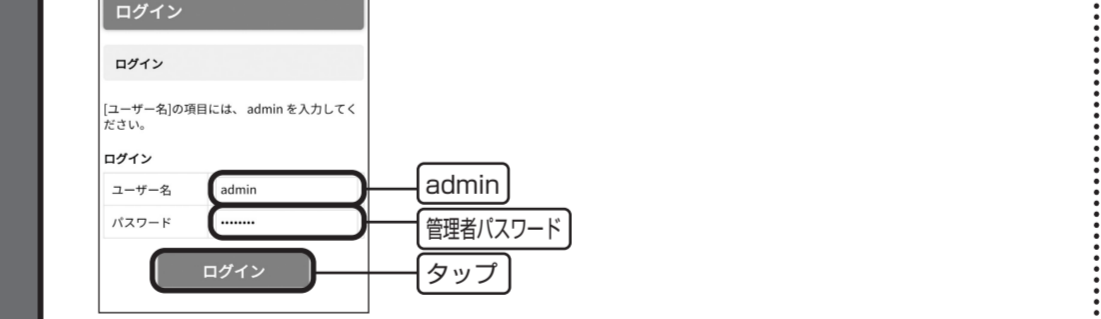 ログイン
ログイン
[ユーザー名]の項目には、 admin を入力してく
ださい。
ログイン
ユーザー名 admin admin
パスワード ........ 管理者パスワード
ログイン タップ